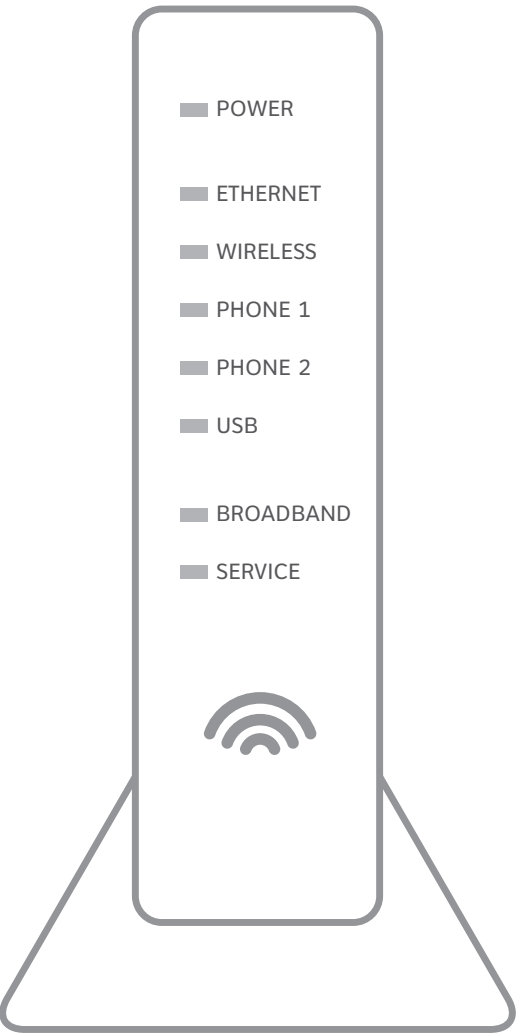 POWER
ETHERNET
WIRELESS
PHONE 1
PHONE 2
USB
BROADBAND
SERVICE